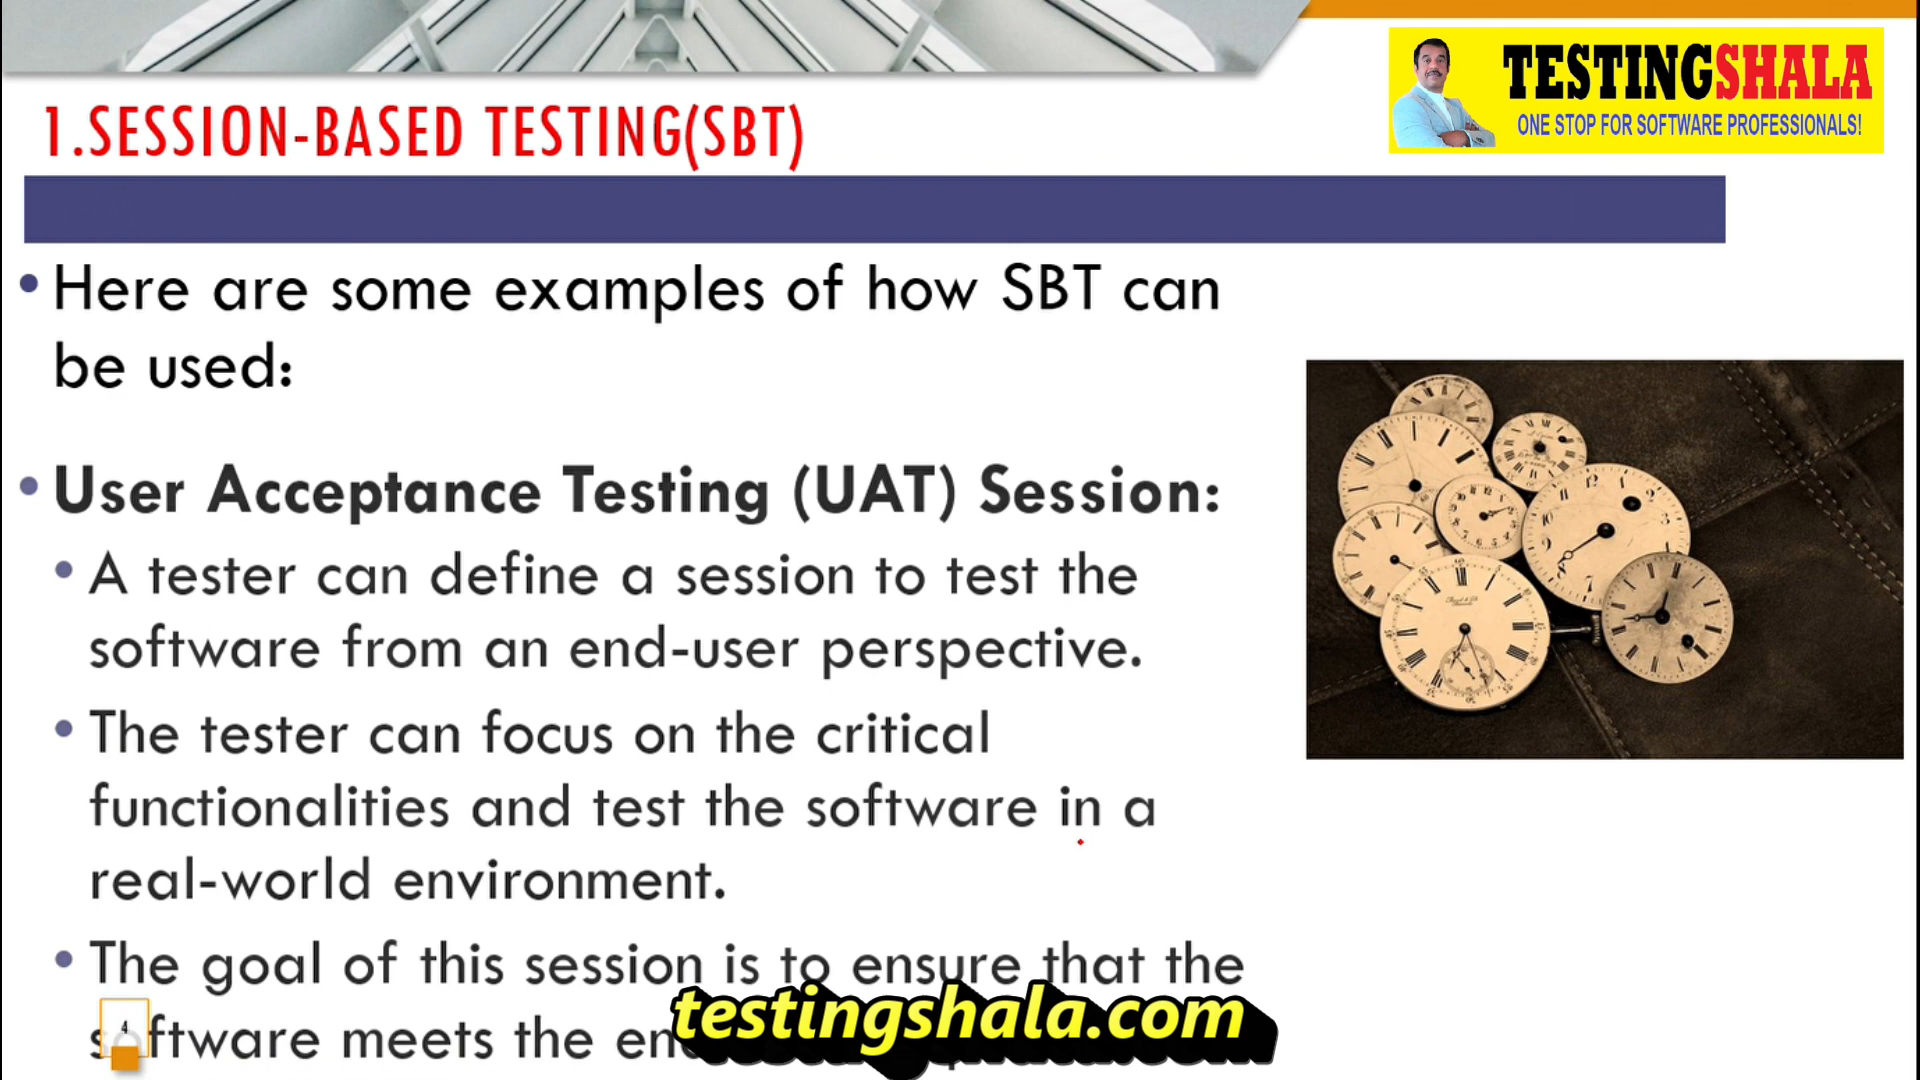 TESTINGSHALA
ONE STOP FOR SOFTWARE PROFESSIONALS!
1.SESSION-BASED TESTING(SBT)
• Here are some examples of how SBT can
be used:
• User Acceptance Testing (UAT) Session:
• A tester can define a session to test the
software from an end-user perspective.
• The tester can focus on the critical
functionalities and test the software in a
real-world environment.
• The goal of this session is to ensure that the
software meets the
testingshala.com
4